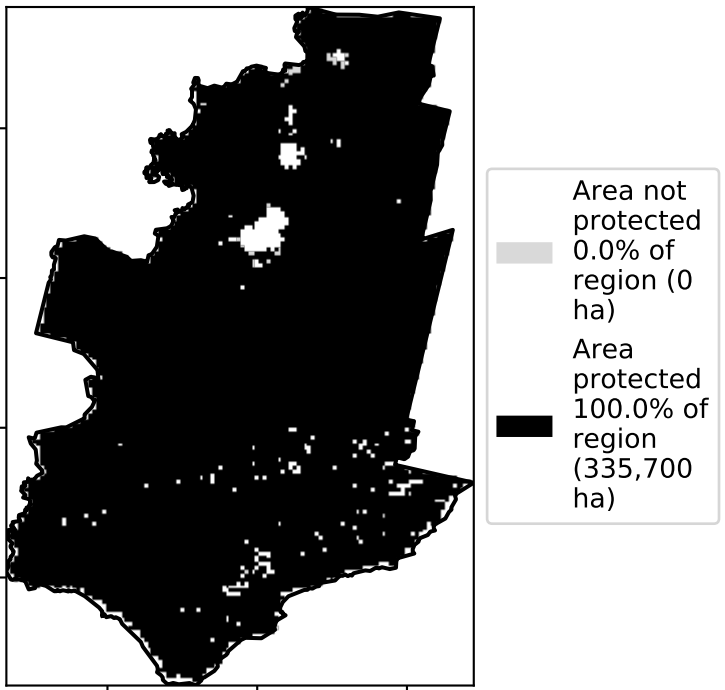 Area not
protected
0.0% of
region (0
ha)
Area
protected
100.0% of
region
(335,700
ha)